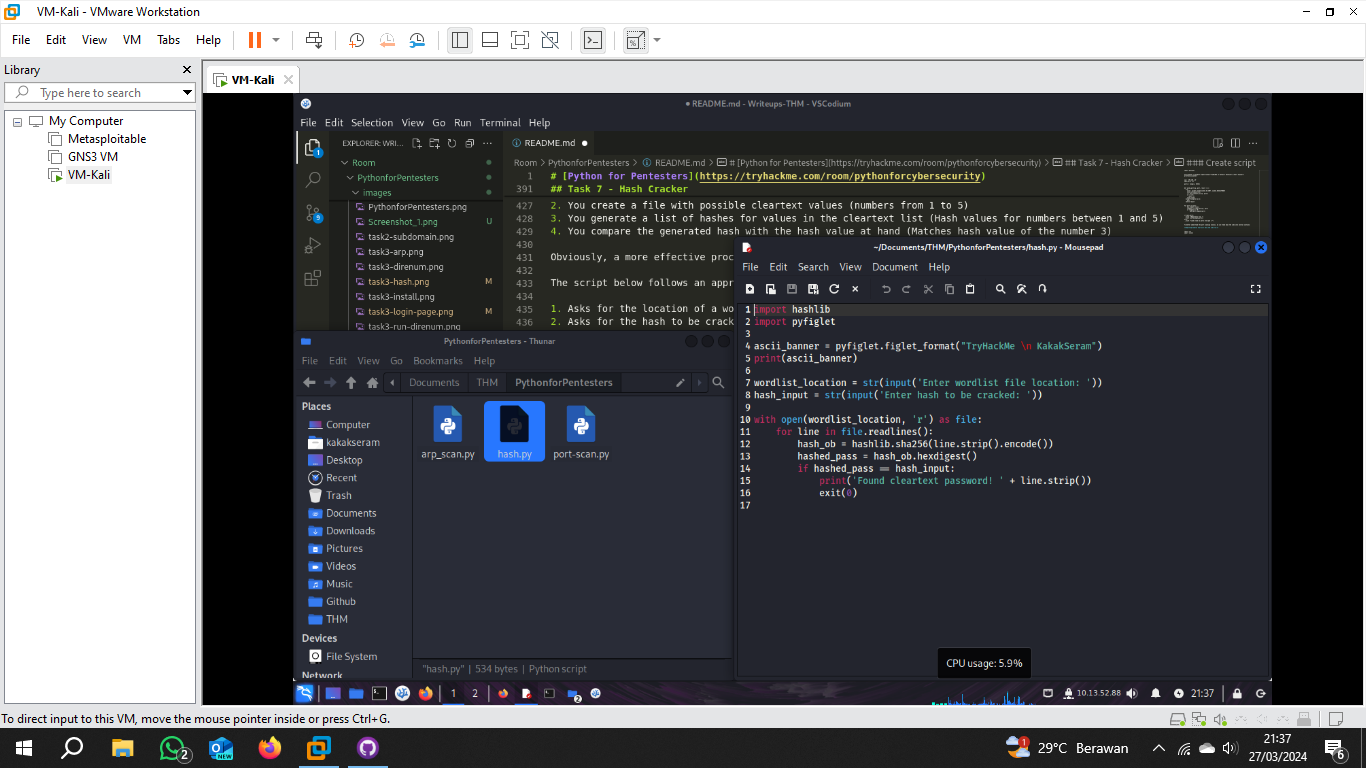 VM-Kali - VMware Workstation
File Edit View VM Tabs Help
Library
Type here to search
My Computer
Metasploitable
GNS3 VM
VM-Kali
VM-Kali
● README.md - Writeups-THM - VSCodium
File Edit Selection View Go Run Terminal Help
EXPLORER: WRI...
README.md
Room
PythonforPentesters
images
PythonforPentesters.png
Screenshot_1.png U
task2-subdomain.png
task3-arp.png
task3-direnum.png
task3-hash.png M
task3-install.png
task3-login-page.png M
task3-run-direnum.png
1
9
Room > PythonforPentesters > README.md > # [Python for Pentesters](https://tryhackme.com/room/pythonforcybersecurity) > ## Task 7 - Hash Cracker > #### Create script
1 # [Python for Pentesters](https://tryhackme.com/room/pythonforcybersecurity)
391 ## Task 7 - Hash Cracker
427 2. You create a file with possible cleartext values (numbers from 1 to 5)
428 3. You generate a list of hashes for values in the cleartext list (Hash values for numbers between 1 and 5)
429 4. You compare the generated hash with the hash value at hand (Matches hash value of the number 3)
430
431 Obviously, a more effective proc
432
433 The script below follows an appr
434
435 1. Asks for the location of a wo
436 2. Asks for the hash to be crack
PythonforPentesters - Thunar
File Edit View Go Bookmarks Help
Documents THM PythonforPentesters
Places
Computer
kakakseram
Desktop
Recent
Trash
Documents
Downloads
Pictures
Videos
Music
Github
THM
Devices
File System
Network
arp_scan.py hash.py port-scan.py
"hash.py" | 534 bytes | Python script
~/Documents/THM/PythonforPentesters/hash.py - Mousepad
File Edit Search View Document Help
1 import hashlib
2 import pyfiglet
3
4 ascii_banner = pyfiglet.figlet_format("TryHackMe \n KakakSeram")
5 print(ascii_banner)
6
7 wordlist_location = str(input('Enter wordlist file location: '))
8 hash_input = str(input('Enter hash to be cracked: '))
9
10 with open(wordlist_location, 'r') as file:
11 for line in file.readlines():
12 hash_ob = hashlib.sha256(line.strip().encode())
13 hashed_pass = hash_ob.hexdigest()
14 if hashed_pass == hash_input:
15 print('Found cleartext password! ' + line.strip())
16 exit(0)
17
CPU usage: 5.9%
1 2
2
10.13.52.88 21:37
To direct input to this VM, move the mouse pointer inside or press Ctrl+G.
2
NEW
1
29°C Berawan
21:37
27/03/2024
6